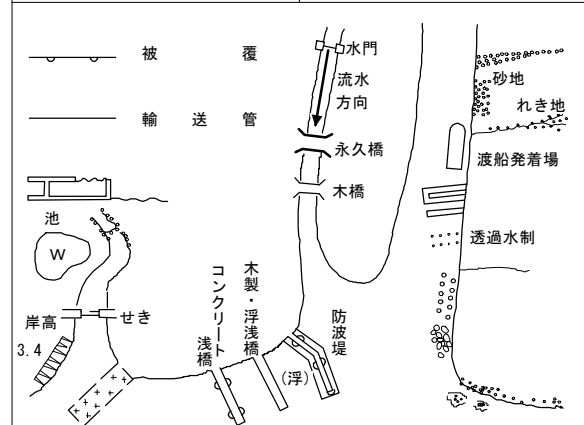 被覆
輸送管
水門
流水
方向
永久橋
木橋
砂地
れき地
渡船発着場
透過水制
池
W
岸高
3.4
せき
コンクリート
浅橋
木製・浮浅橋
防波堤
(浮)